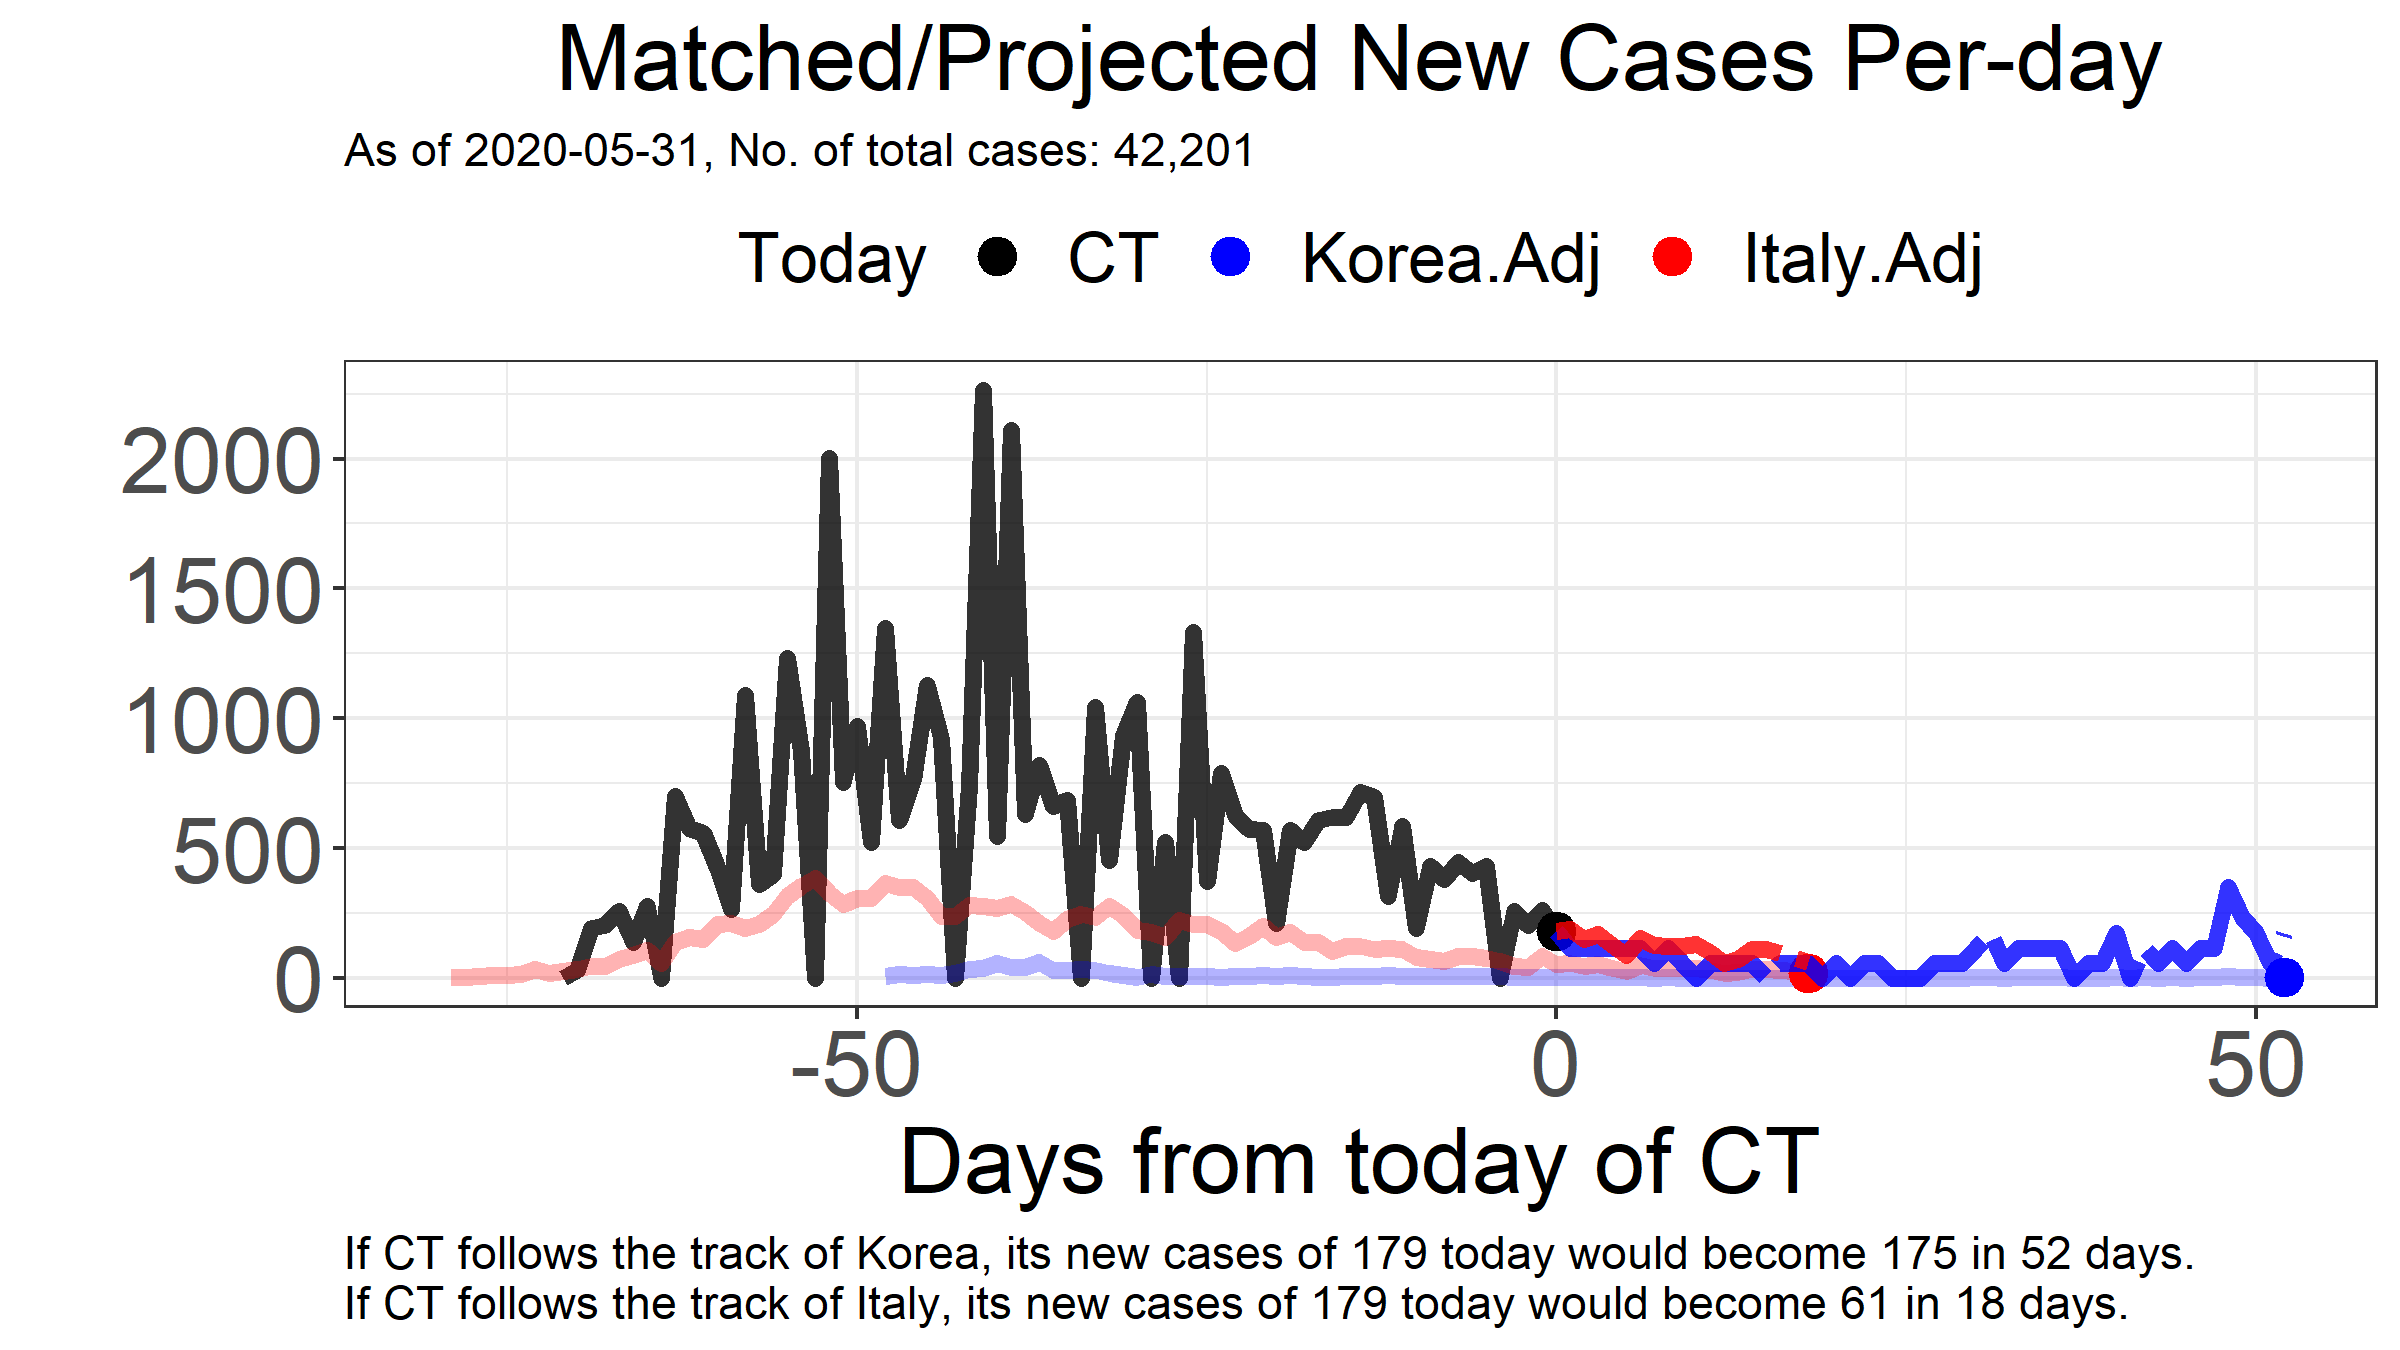 Matched/Projected New Cases Per-day
As of 2020-05-31, No. of total cases: 42,201
Today CT Korea.Adj Italy.Adj
2000
1500
1000
500
0
-50 0 50
Days from today of CT
If CT follows the track of Korea, its new cases of 179 today would become 175 in 52 days.
If CT follows the track of Italy, its new cases of 179 today would become 61 in 18 days.